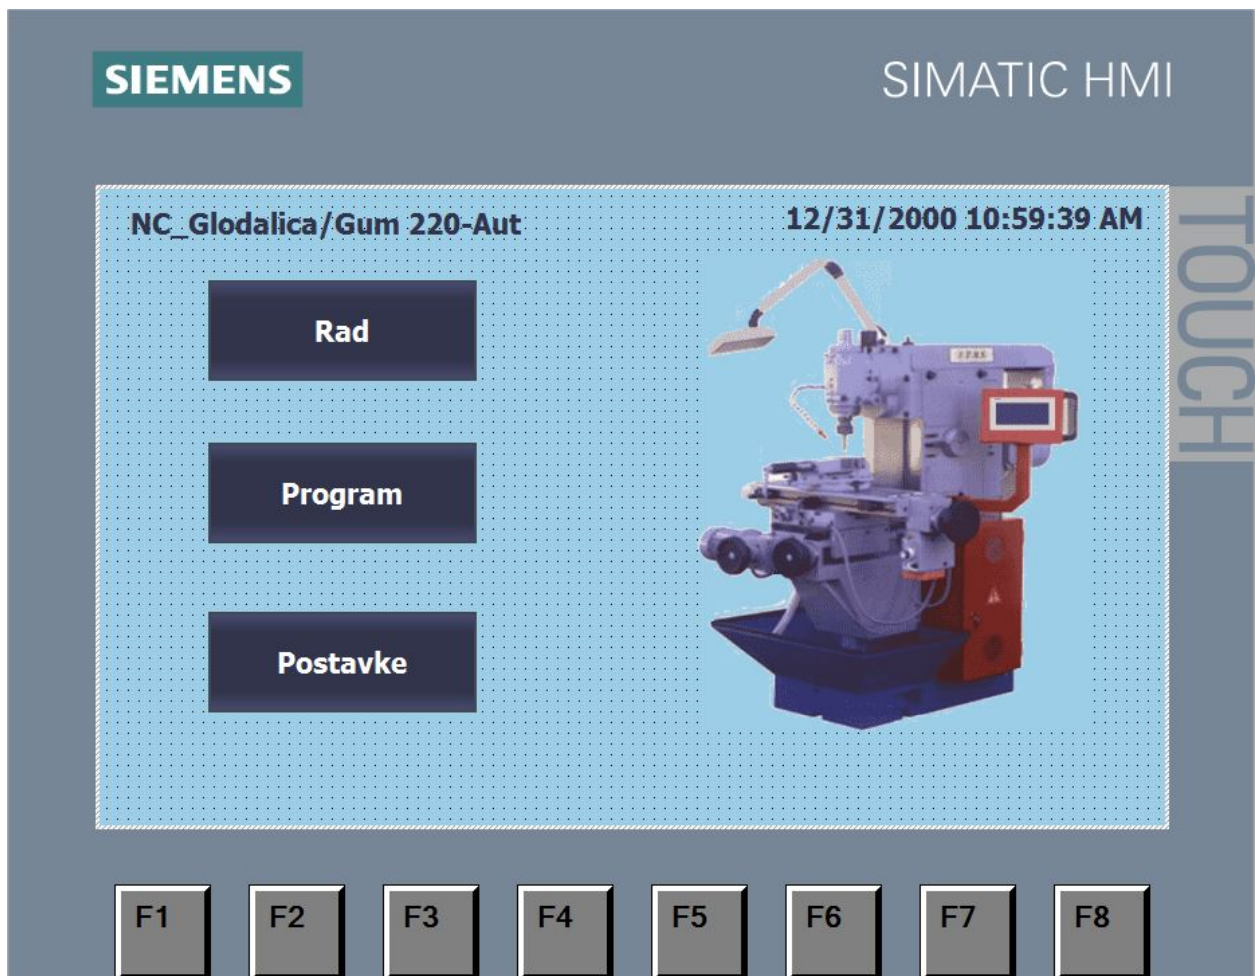 SIEMENS
SIMATIC HMI
TOUCH
NC_Glodalica/Gum 220-Aut
12/31/2000 10:59:39 AM
Rad
Program
Postavke
F1 F2 F3 F4 F5 F6 F7 F8